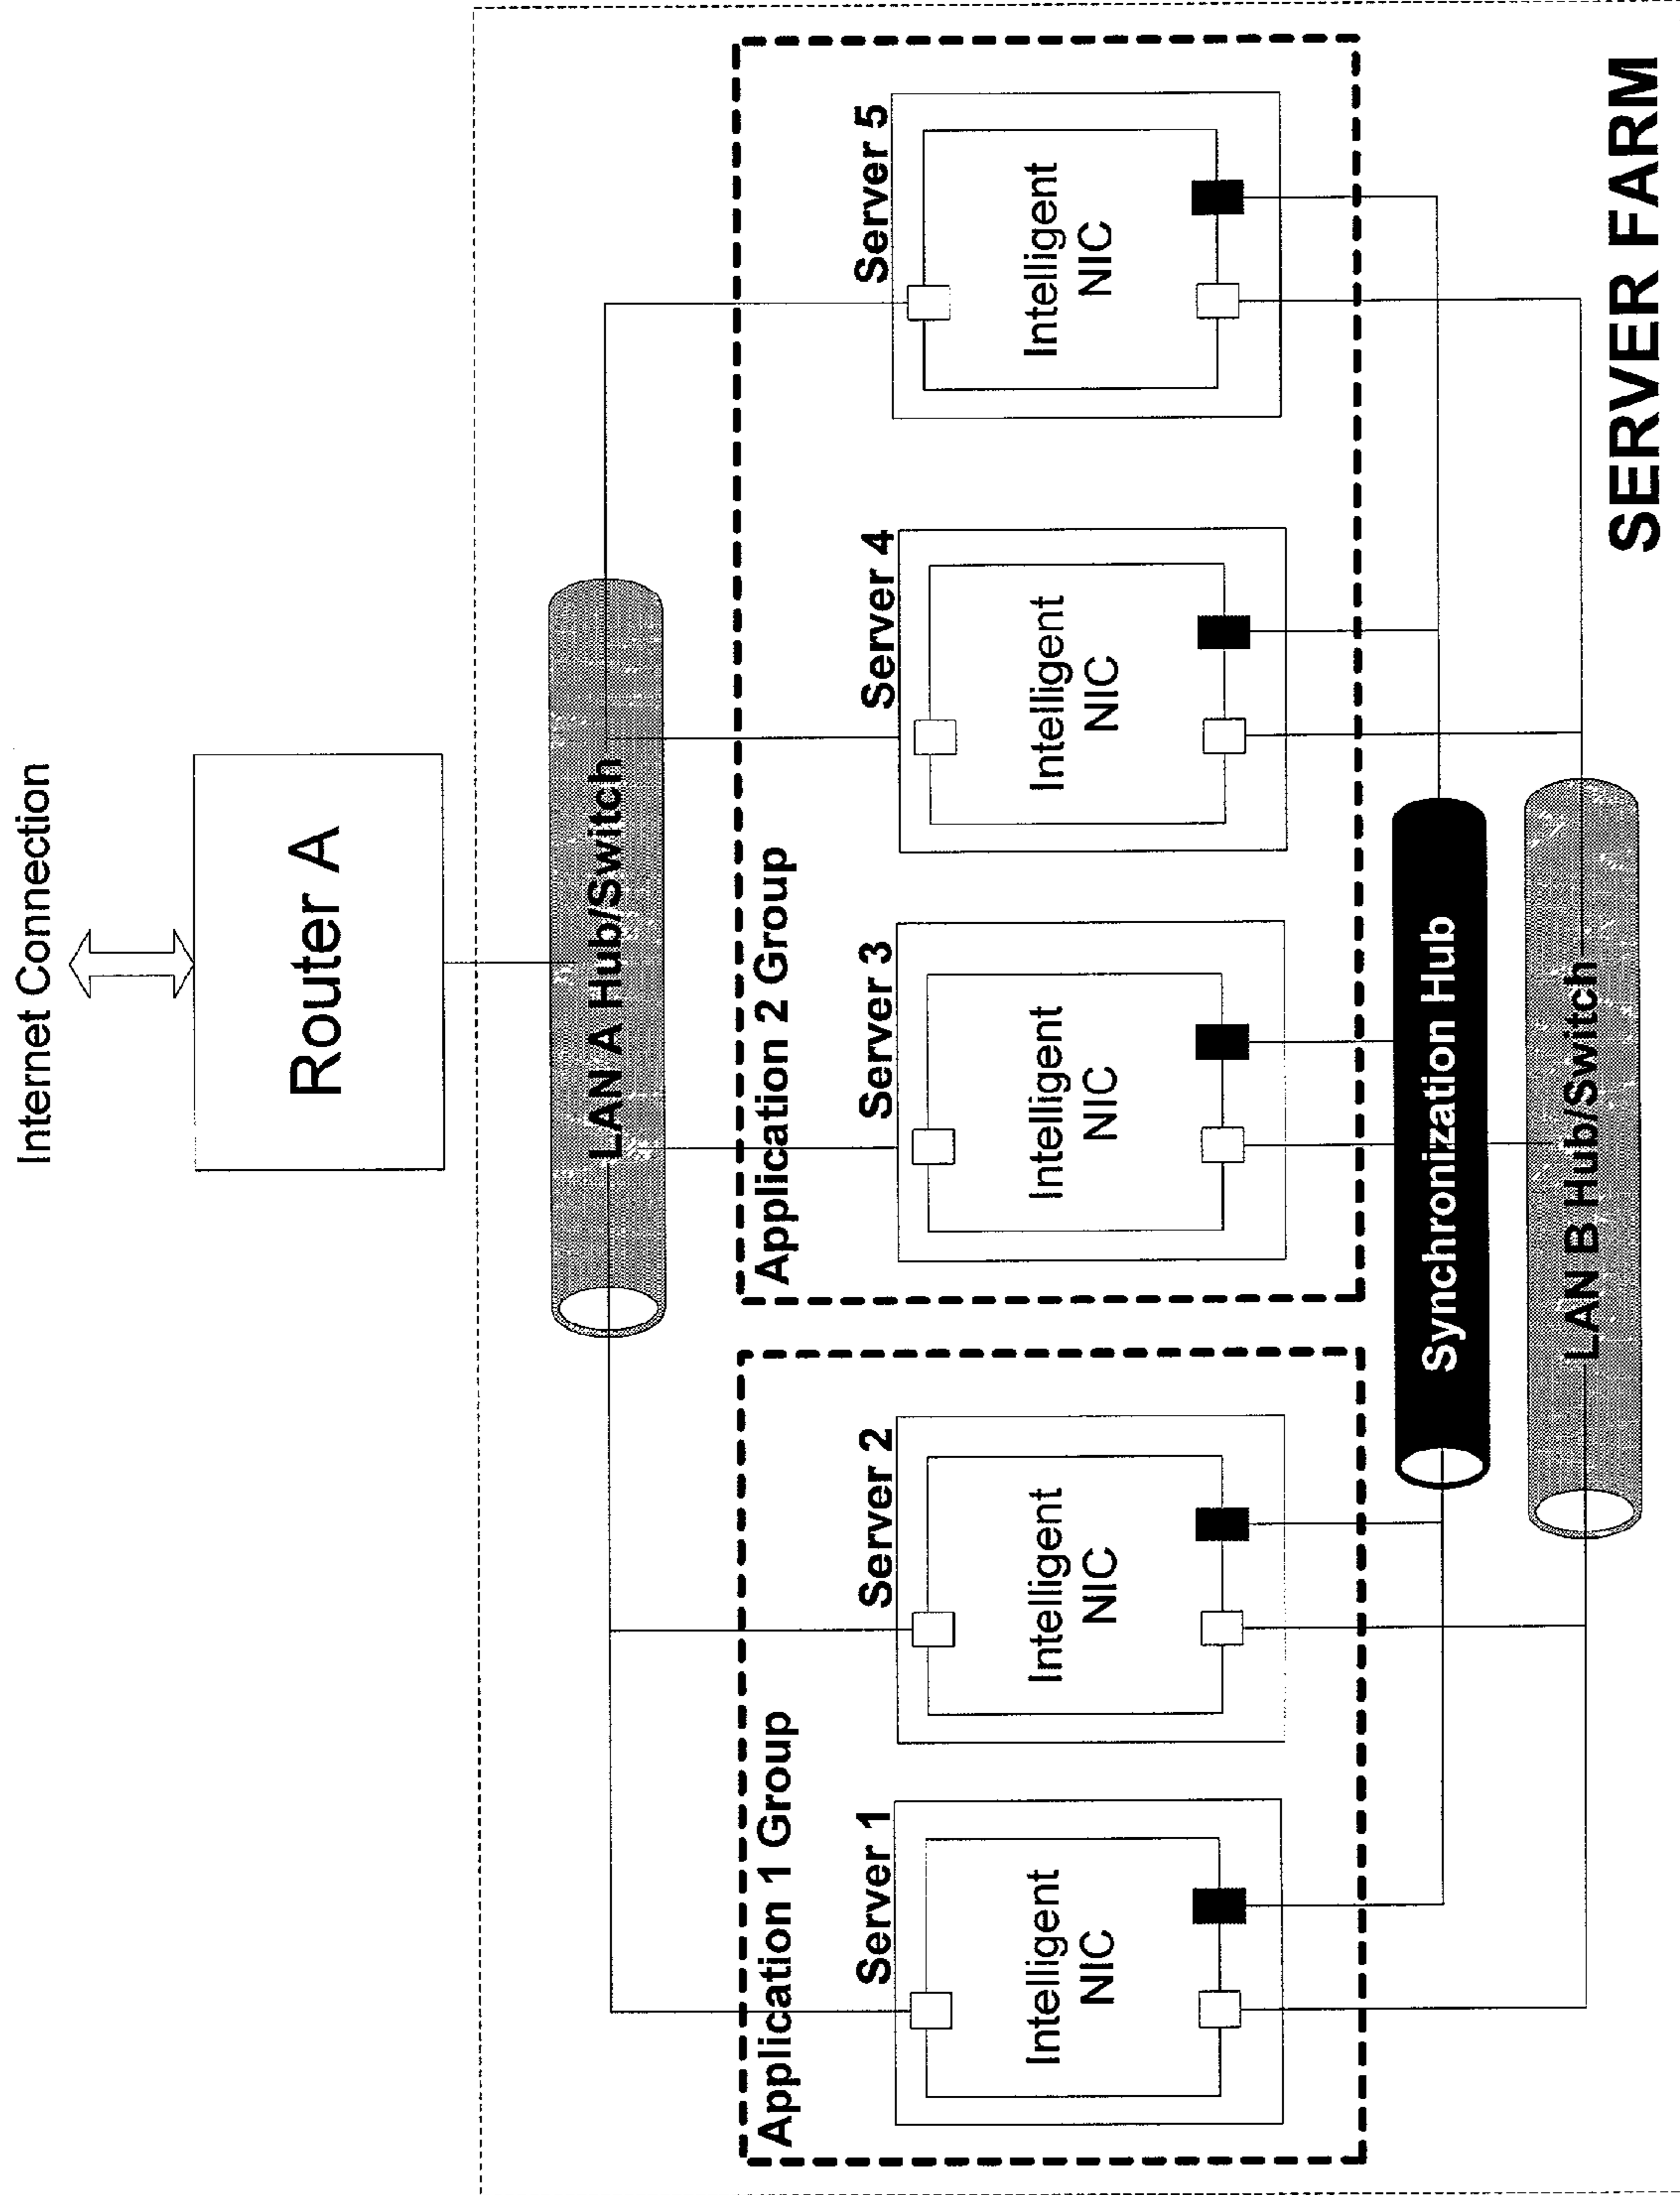 Internet Connection
Router A
LAN A Hub/Switch
Application 1 Group
Application 2 Group
Server 1
Server 2
Server 3
Server 4
Server 5
Intelligent
NIC
Intelligent
NIC
Intelligent
NIC
Intelligent
NIC
Intelligent
NIC
Synchronization Hub
LAN B Hub/Switch
SERVER FARM